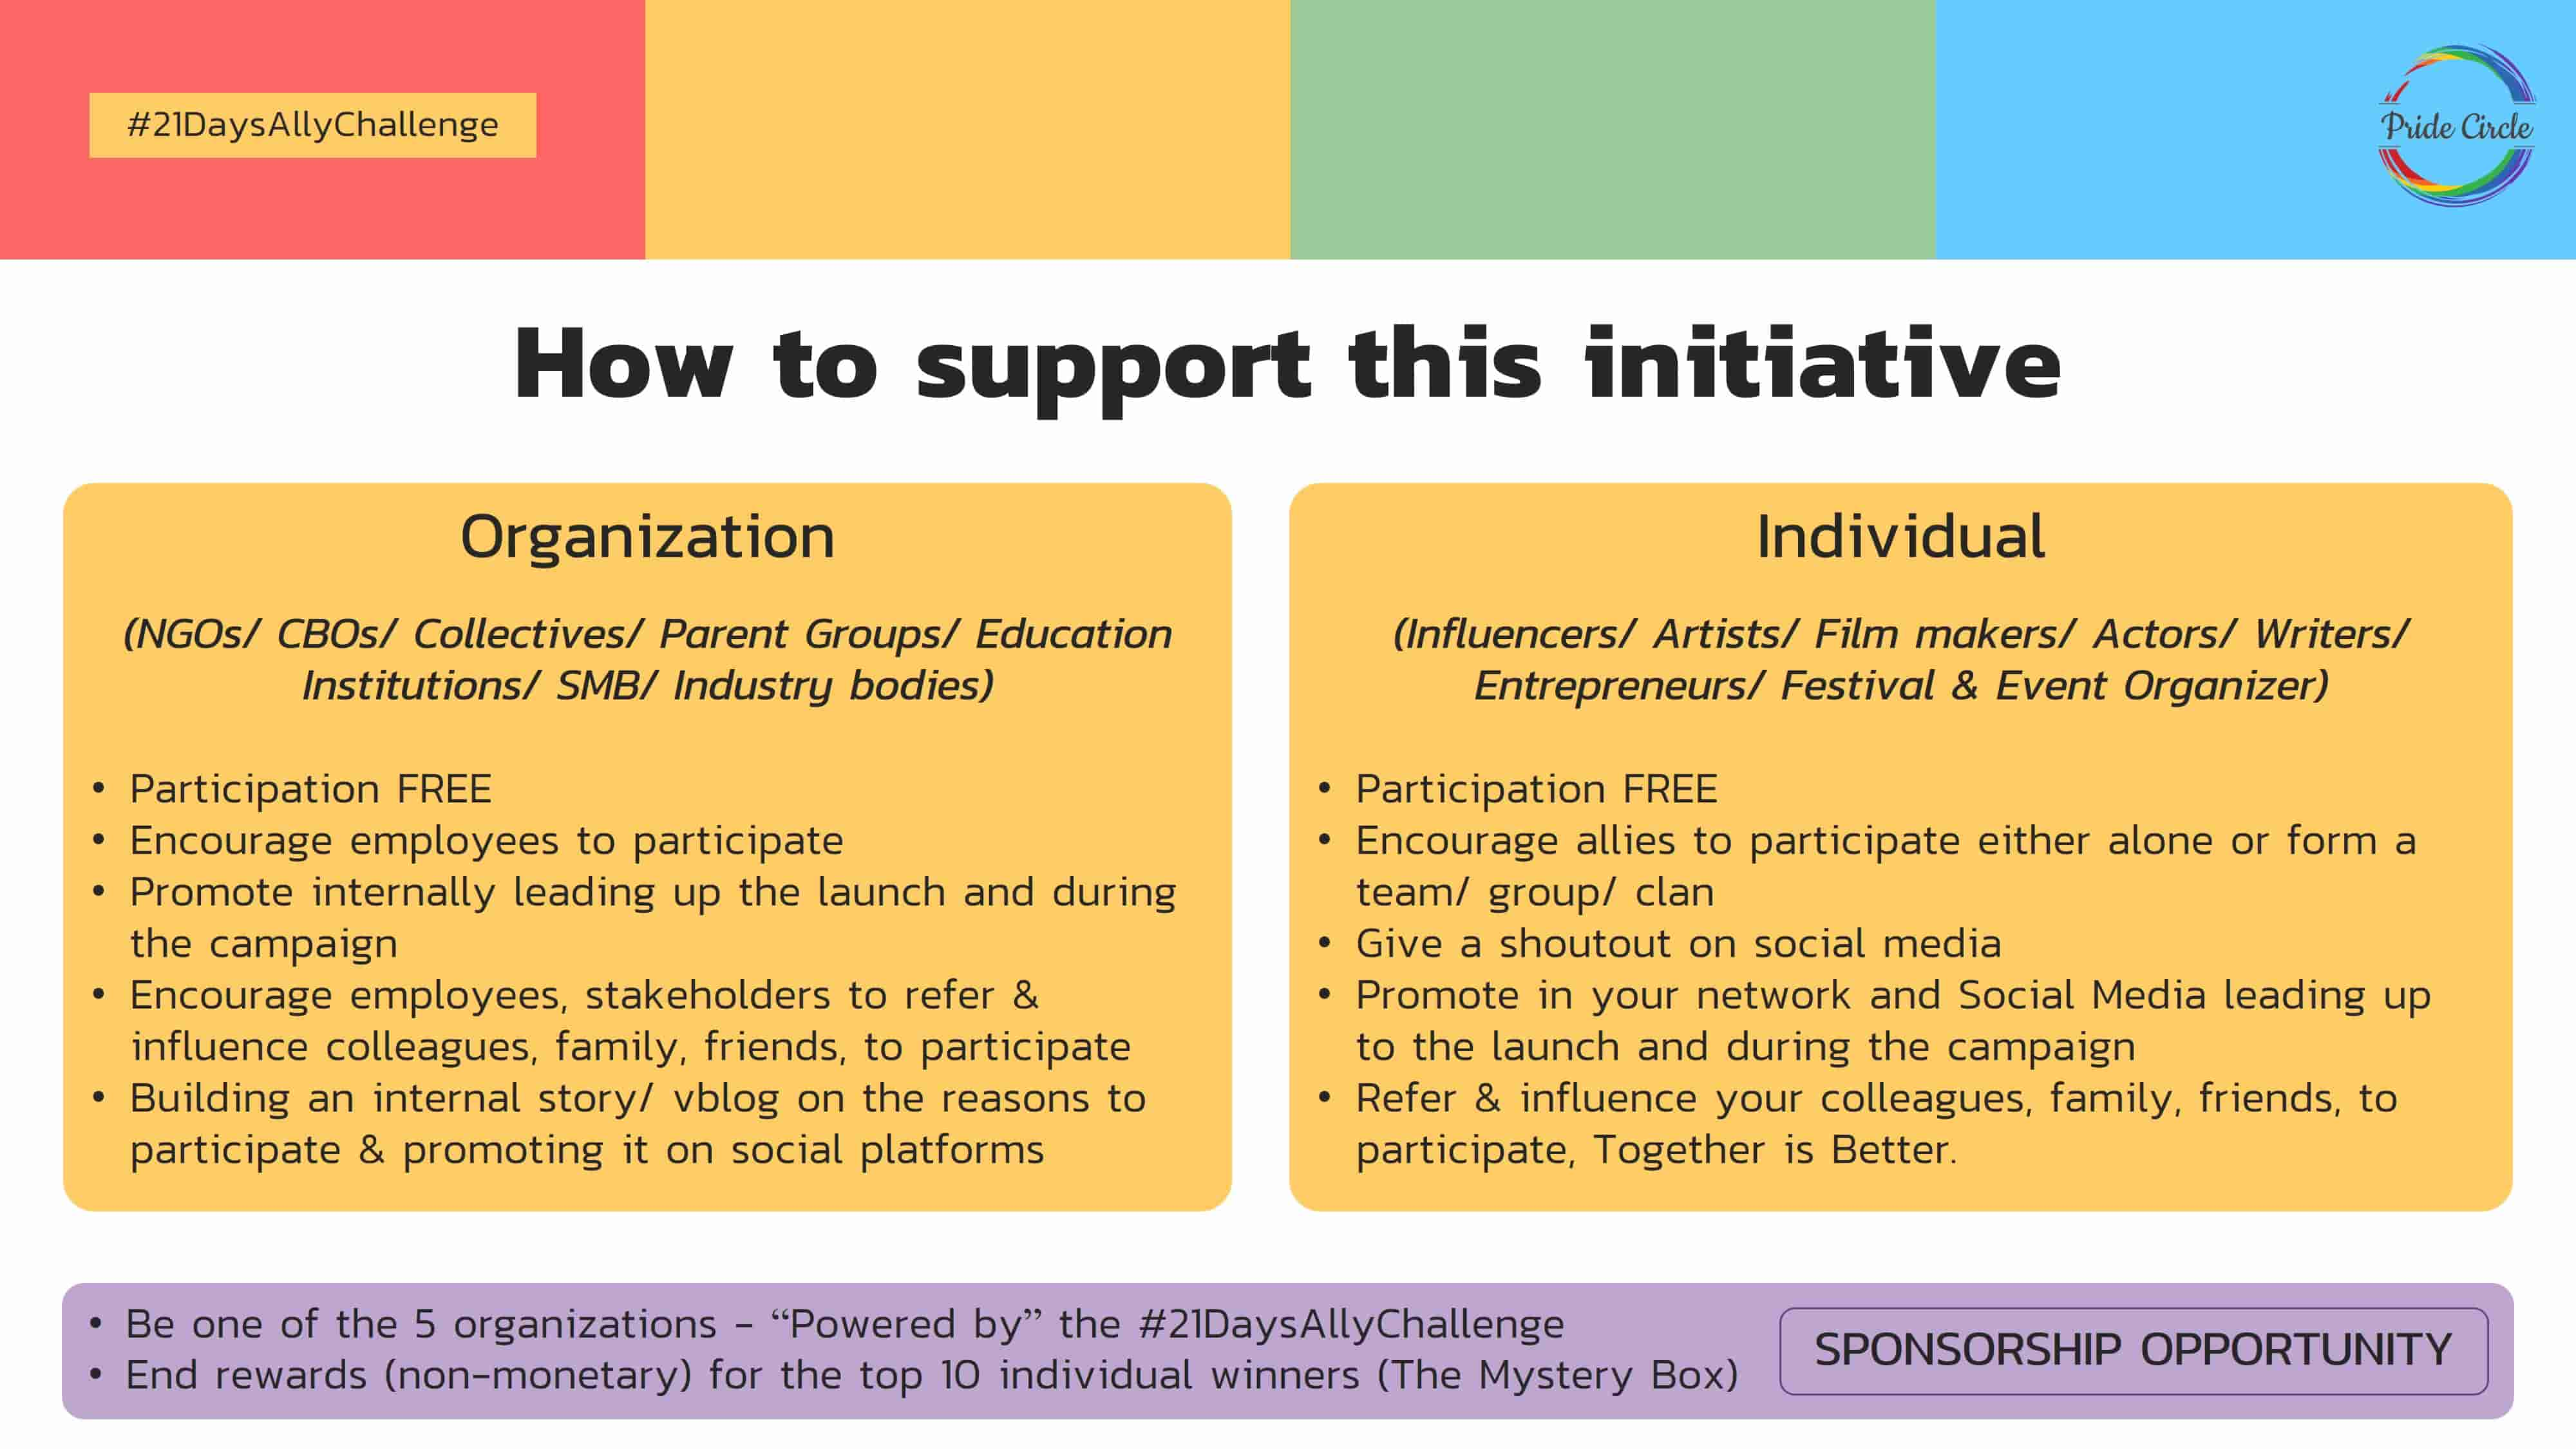 #21DaysAllyChallenge
Pride Circle
How to support this initiative
Organization
(NGOs/ CBOs/ Collectives/ Parent Groups/ Education
Institutions/ SMB/ Industry bodies)
• Participation FREE
• Encourage employees to participate
• Promote internally leading up the launch and during
the campaign
• Encourage employees, stakeholders to refer &
influence colleagues, family, friends, to participate
• Building an internal story/ vblog on the reasons to
participate & promoting it on social platforms
Individual
(Influencers/ Artists/ Film makers/ Actors/ Writers/
Entrepreneurs/ Festival & Event Organizer)
• Participation FREE
• Encourage allies to participate either alone or form a
team/ group/ clan
• Give a shoutout on social media
• Promote in your network and Social Media leading up
to the launch and during the campaign
• Refer & influence your colleagues, family, friends, to
participate, Together is Better.
• Be one of the 5 organizations - “Powered by” the #21DaysAllyChallenge
• End rewards (non-monetary) for the top 10 individual winners (The Mystery Box)
SPONSORSHIP OPPORTUNITY